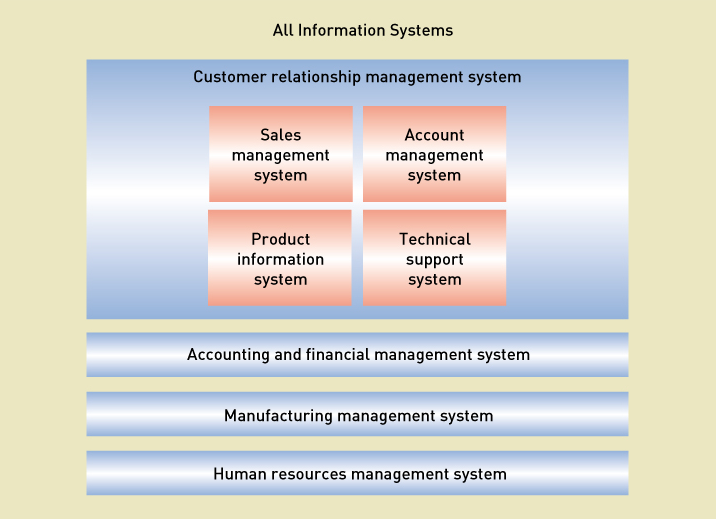 All Information Systems
Customer relationship management system
Sales
management
system
Account
management
system
Product
information
system
Technical
support
system
Accounting and financial management system
Manufacturing management system
Human resources management system